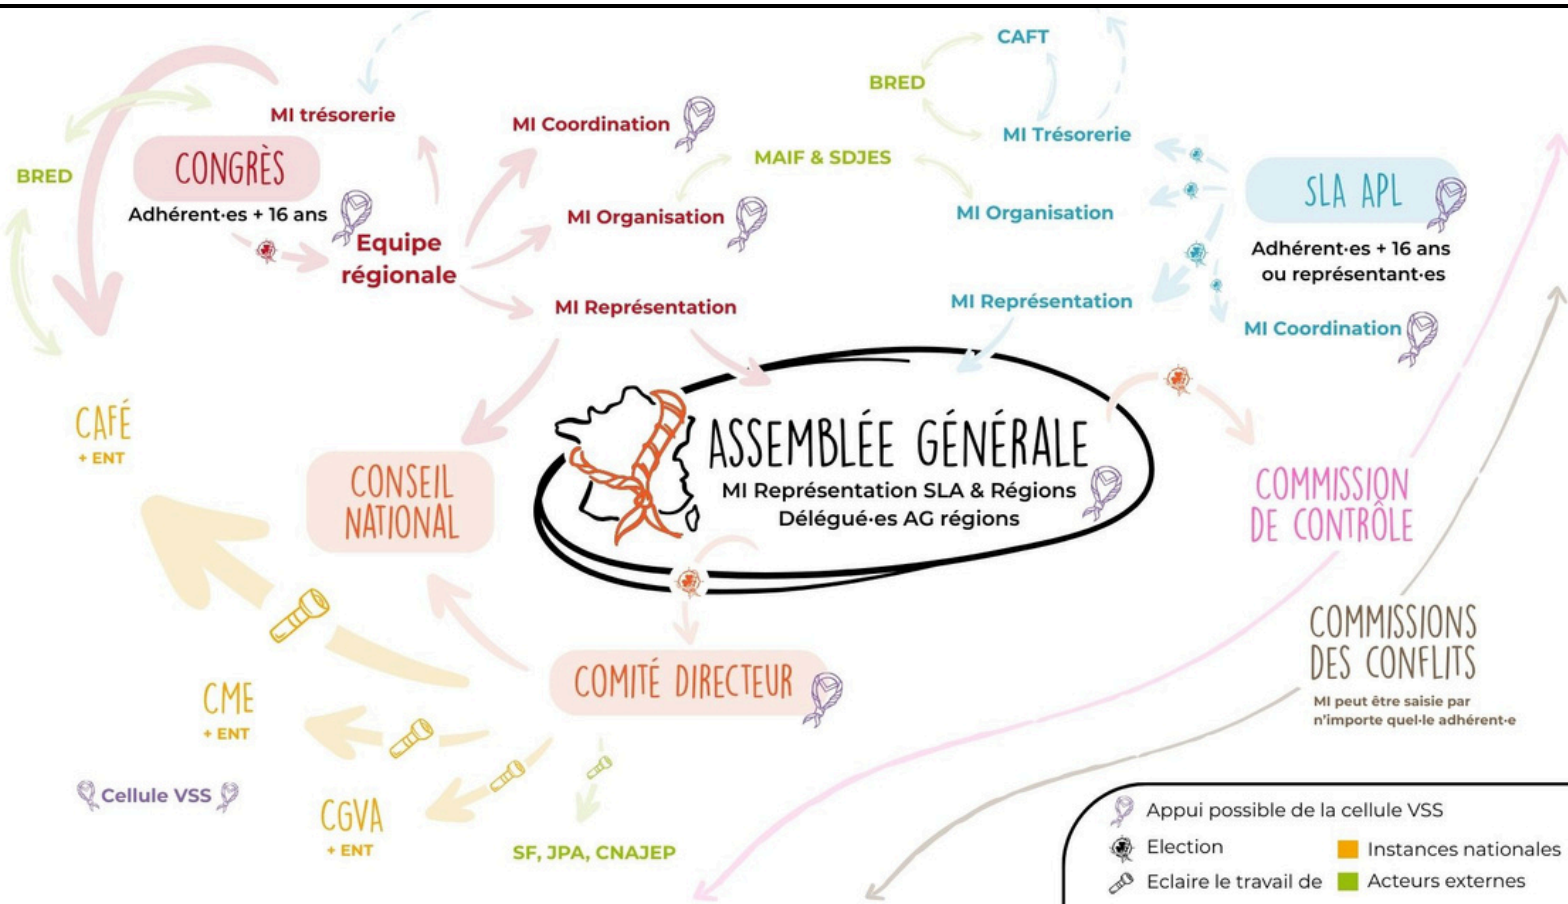 CAFT
BRED
MI trésorerie
MI Coordination
MI Trésorerie
MAIF & SDJES
CONGRÈS
BRED
SLA APL
Adhérent·es + 16 ans
MI Organisation
MI Organisation
Equipe
régionale
Adhérent·es + 16 ans
ou représentant·es
MI Représentation
MI Représentation
MI Coordination
CAFÉ
+ ENT
CONSEIL
NATIONAL
ASSEMBLÉE GÉNÉRALE
MI Représentation SLA & Régions
Délégué·es AG régions
COMMISSION
DE CONTRÔLE
COMMISSIONS
DES CONFLITS
MI peut être saisie par
n'importe quel·le adhérent·e
COMITÉ DIRECTEUR
CME
+ ENT
Cellule VSS
CGVA
+ ENT
SF, JPA, CNAJEP
Appui possible de la cellule VSS
Election
Instances nationales
Eclaire le travail de
Acteurs externes